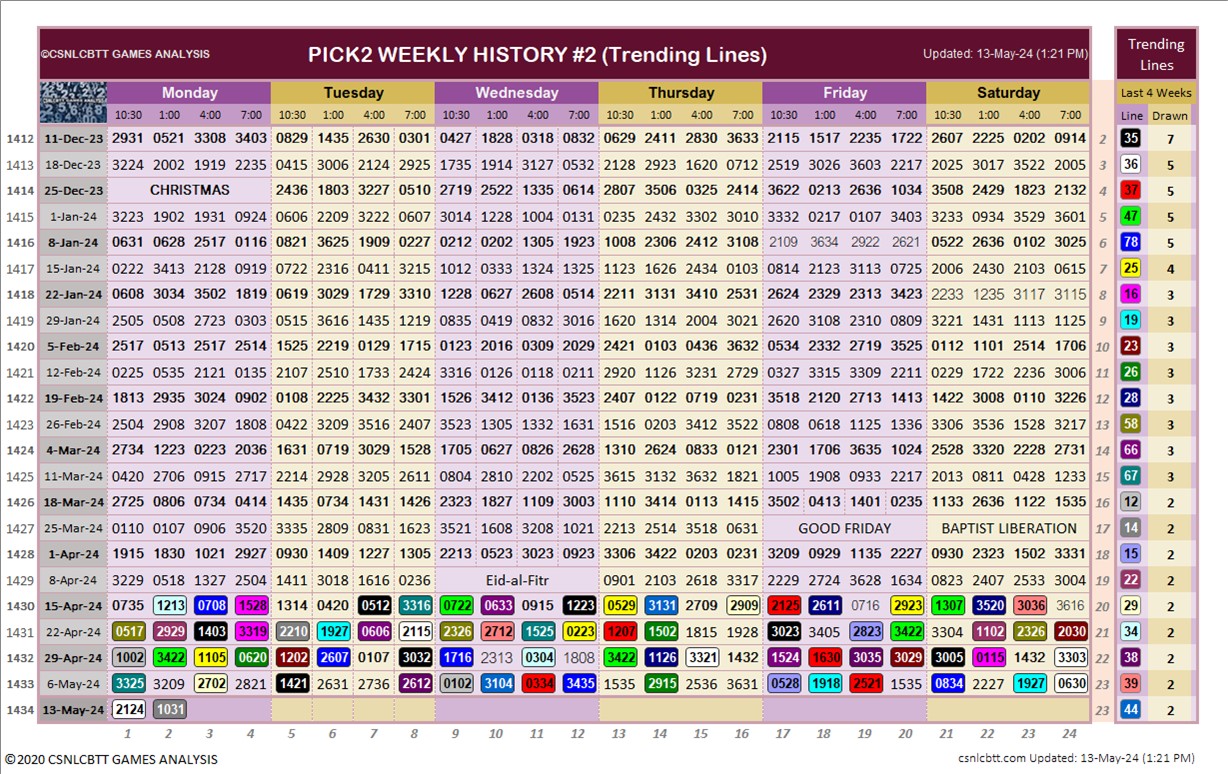 ©CSNLCBTT GAMES ANALYSIS PICK2 WEEKLY HISTORY #2 (Trending Lines) Updated: 13-May-24 (1:21 PM) Trending
Lines
Monday Tuesday Wednesday Thursday Friday Saturday Last 4 Weeks
10:30 1:00 4:00 7:00 10:30 1:00 4:00 7:00 10:30 1:00 4:00 7:00 10:30 1:00 4:00 7:00 10:30 1:00 4:00 7:00 10:30 1:00 4:00 7:00 Line Drawn
1412 11-Dec-23 2931 0521 3308 3403 0829 1435 2630 0301 0427 1828 0318 0832 0629 2411 2830 3633 2115 1517 2235 1722 2607 2225 0202 0914 2 35 7
1413 18-Dec-23 3224 2002 1919 2235 0415 3006 2124 2925 1735 1914 3127 0532 2128 2923 1620 0712 2519 3026 3603 2217 2025 3017 3522 2005 3 36 5
1414 25-Dec-23 CHRISTMAS 2436 1803 3227 0510 2719 2522 1335 0614 2807 3506 0325 2414 3622 0213 2636 1034 3508 2429 1823 2132 4 37 5
1415 1-Jan-24 3223 1902 1931 0924 0606 2209 3222 0607 3014 1228 1004 0131 0235 2432 3302 3010 3332 0217 0107 3403 3233 0934 3529 3601 5 47 5
1416 8-Jan-24 0631 0628 2517 0116 0821 3625 1909 0227 0212 0202 1305 1923 1008 2306 2412 3108 2109 3634 2922 2621 0522 2636 0102 3025 6 78 5
1417 15-Jan-24 0222 3413 2128 0919 0722 2316 0411 3213 1012 0333 1324 1325 1123 1626 2434 0103 0814 2123 3113 0725 2006 2430 2103 0615 7 25 4
1418 22-Jan-24 0608 3034 3502 1819 0619 3029 1729 3319 1228 0627 2608 0514 2211 3131 3410 2531 2624 2329 2313 3423 2233 1235 3117 3115 8 16 3
1419 29-Jan-24 2505 0508 2723 0303 0515 3616 1435 1213 0835 0419 0832 3016 1620 1314 2004 3021 2620 3108 2310 0809 3221 1431 1113 1125 9 19 3
1420 5-Feb-24 2517 0513 2517 2514 1525 2219 0129 1715 0123 2016 0309 2029 2421 0103 0436 3632 0534 2332 2719 3525 0112 1101 2514 1706 10 23 3
1421 12-Feb-24 0225 0535 2121 0135 2107 2510 1733 2424 3316 0126 0118 0211 2920 1126 3231 2729 0327 3315 3309 2211 0229 1722 2236 3006 11 26 3
1422 19-Feb-24 1813 2935 3024 0902 0108 2225 3432 3301 1526 3412 0136 3523 2407 0122 0719 0231 3518 2120 2713 1413 1422 3008 0110 3226 12 28 3
1423 26-Feb-24 2504 2908 3207 1808 0422 3209 3516 2407 3523 1305 1332 1631 1516 0203 3412 3522 0808 0618 1125 1336 3306 3536 1528 3217 13 58 3
1424 4-Mar-24 2734 1223 0223 2036 1631 0719 3029 1526 1705 0627 0826 2628 1310 2624 0833 0121 2301 1706 3635 1024 2528 3320 2228 2731 14 66 3
1425 11-Mar-24 0420 2706 0915 2717 2214 2928 3205 2611 0804 2810 2202 0525 3615 3132 3132 1821 1005 1908 0933 2217 2013 0811 0428 1233 15 67 3
1426 18-Mar-24 2725 0806 0734 0414 1435 0734 1431 1426 2323 1827 1109 3003 1110 3414 0113 1415 3502 0413 1401 0235 1133 2636 1122 1535 16 12 2
1427 25-Mar-24 0110 0107 0906 3520 3335 2809 0831 1623 3521 1608 3208 1021 2213 2514 3518 0631 GOOD FRIDAY BAPTIST LIBERATION 17 14 2
1428 1-Apr-24 1915 1830 1021 2927 0930 1409 1227 1305 2213 0523 3023 0923 3306 3422 0203 0231 3209 0929 1135 2227 0930 2323 1502 3331 18 15 2
1429 8-Apr-24 3229 0518 1327 2504 1411 3018 1616 0236 Eid-al-Fitr 0901 2103 2618 3317 2229 2724 3628 1634 0823 2407 2533 3004 19 22 2
1430 15-Apr-24 0735 1213 0708 1528 1314 0420 0512 3316 0722 0633 0915 1223 0529 3131 2709 2909 2125 2611 0716 2923 1307 3520 3036 3616 20 29 2
1431 22-Apr-24 0517 2929 1403 3319 2210 1927 0606 2115 2326 2712 1525 0223 1207 1502 1815 1928 3023 3405 2823 3422 3304 1102 2326 2030 21 34 2
1432 29-Apr-24 1002 3422 1105 0620 1202 2607 0107 3032 1716 2313 0304 1808 3422 1126 3321 1432 1524 1630 3035 3029 3005 0115 1432 3303 22 38 2
1433 6-May-24 3325 3209 2702 2821 1421 2631 2736 2612 0102 3104 0334 3435 1535 2915 2536 3631 0528 1918 2521 1535 0834 2227 1927 0630 23 39 2
1434 13-May-24 2124 1031 23 44 2
1 2 3 4 5 6 7 8 9 10 11 12 13 14 15 16 17 18 19 20 21 22 23 24
©2020 CSNLCBTT GAMES ANALYSIS csnlcbtt.com Updated: 13-May-24 (1:21 PM)